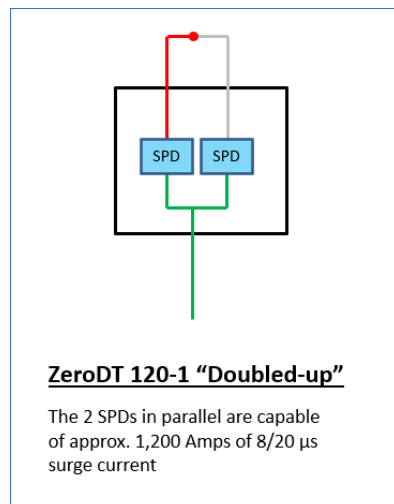 SPD SPD
ZeroDT 120-1 “Doubled-up”
The 2 SPDs in parallel are capable
of approx. 1,200 Amps of 8/20 µs
surge current